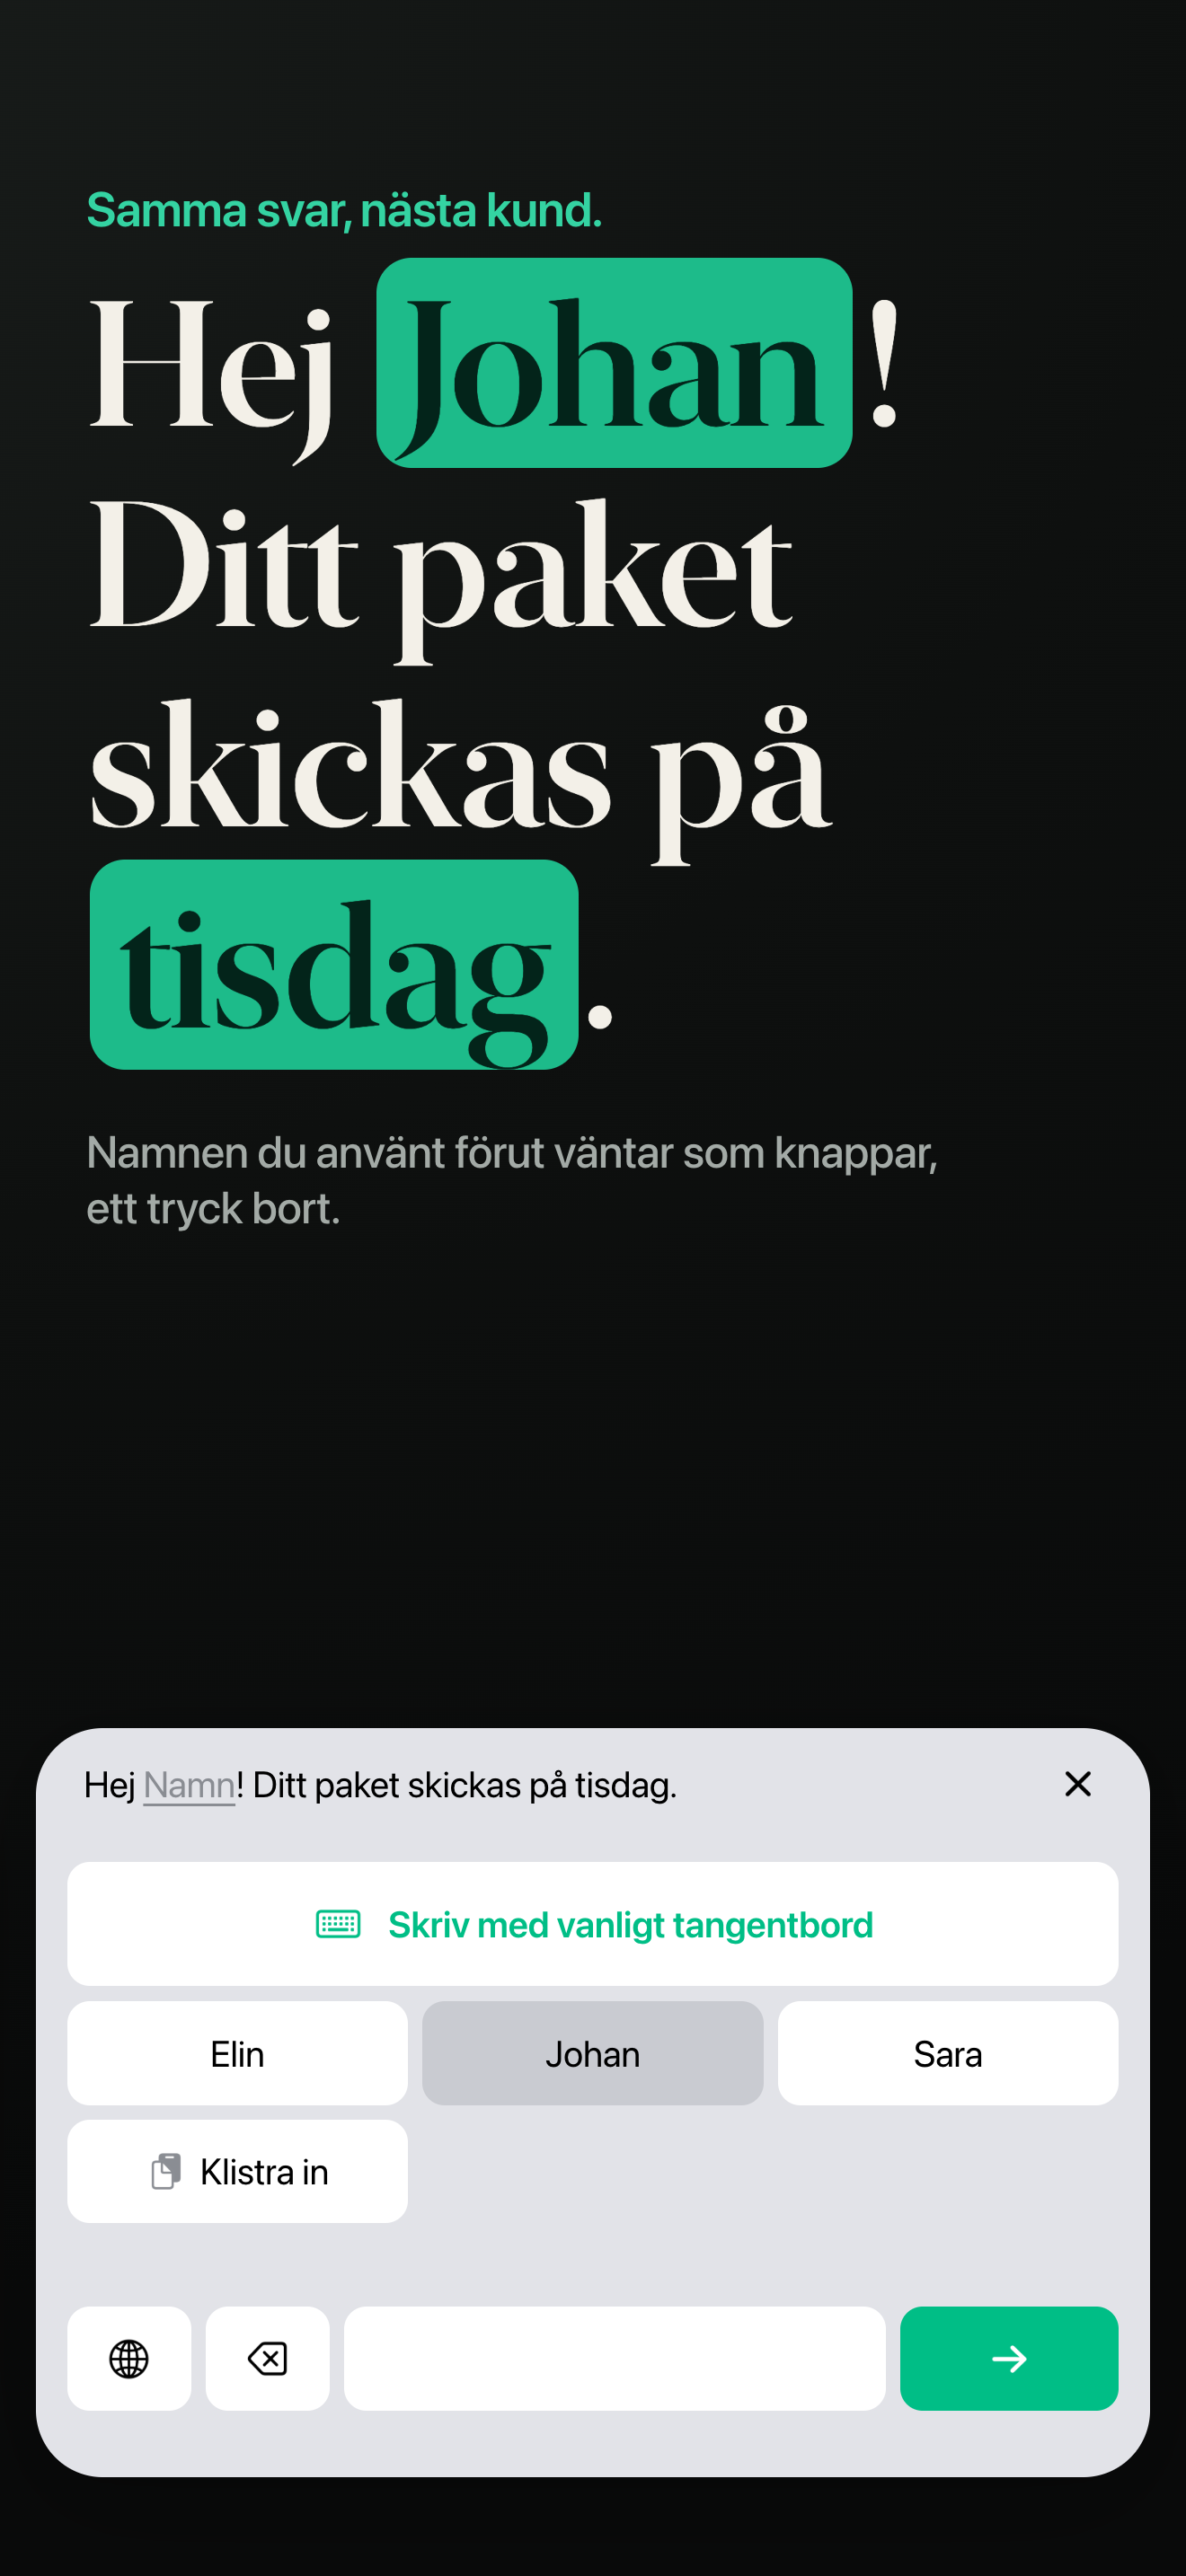 Samma svar, nästa kund.
Hej Johan!
Ditt paket
skickas på
tisdag.
Namnen du använt förut väntar som knappar,
ett tryck bort.
Hej Namn! Ditt paket skickas på tisdag.
Skriv med vanligt tangentbord
Elin Johan Sara
Klistra in